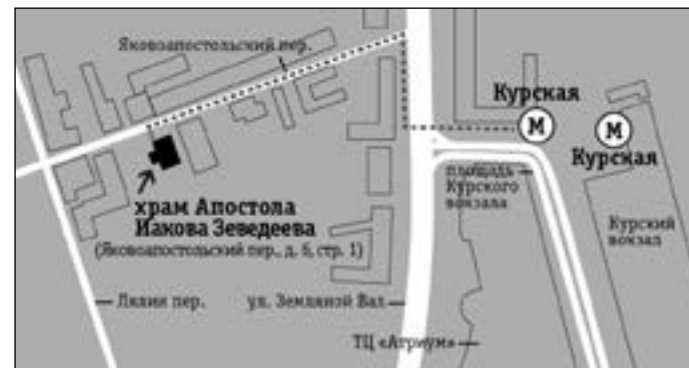 Яковоапостольский пер.
Курская
М
М
Курская
площадь
Курского
вокзала
храм Апостола
Иакова Зеведеева
(Яковоапостольский пер., д. 6, стр. 1)
Курский
вокзал
Лялин пер.
ул. Земляной Вал
ТЦ «Атриум»